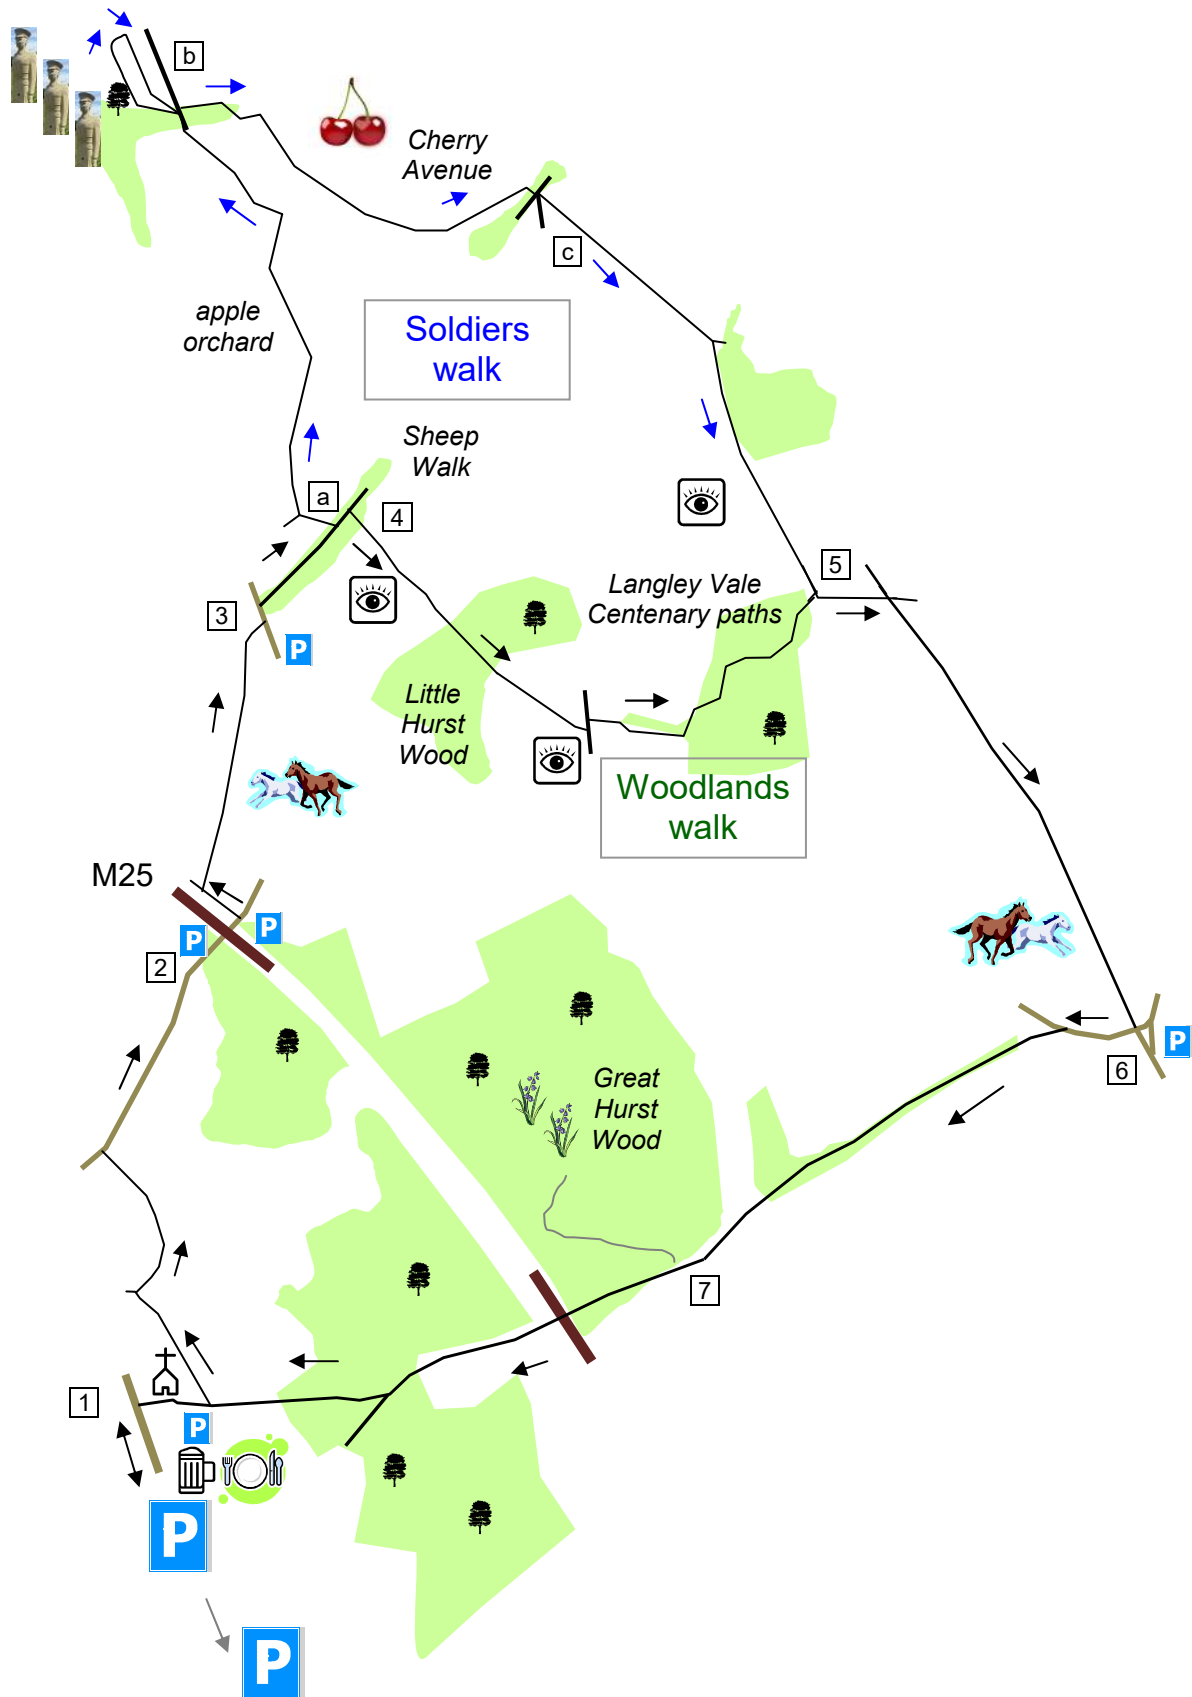 b
Cherry
Avenue
c
apple
orchard
Soldiers
walk
Sheep
Walk
a
4
5
Langley Vale
Centenary paths
3
P
Little
Hurst
Wood
Woodlands
walk
M25
P
P
2
Great
Hurst
Wood
P
6
7
1
P
P
P